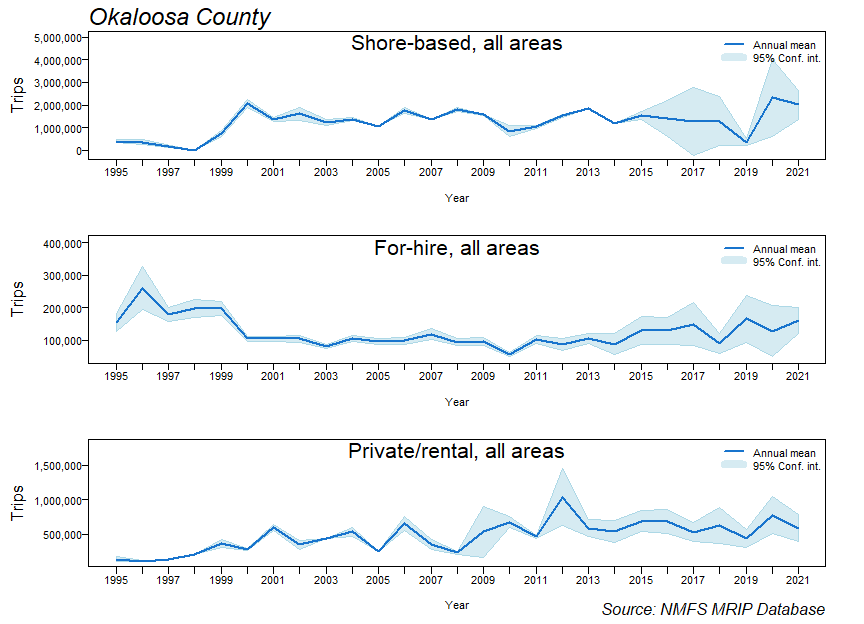 Okaloosa County
Shore-based, all areas
Annual mean
95% Conf. int.
Trips
5,000,000
4,000,000
3,000,000
2,000,000
1,000,000
0
1995 1997 1999 2001 2003 2005 2007 2009 2011 2013 2015 2017 2019 2021
Year
For-hire, all areas
Annual mean
95% Conf. int.
Trips
400,000
300,000
200,000
100,000
1995 1997 1999 2001 2003 2005 2007 2009 2011 2013 2015 2017 2019 2021
Year
Private/rental, all areas
Annual mean
95% Conf. int.
Trips
1,500,000
1,000,000
500,000
1995 1997 1999 2001 2003 2005 2007 2009 2011 2013 2015 2017 2019 2021
Year
Source: NMFS MRIP Database